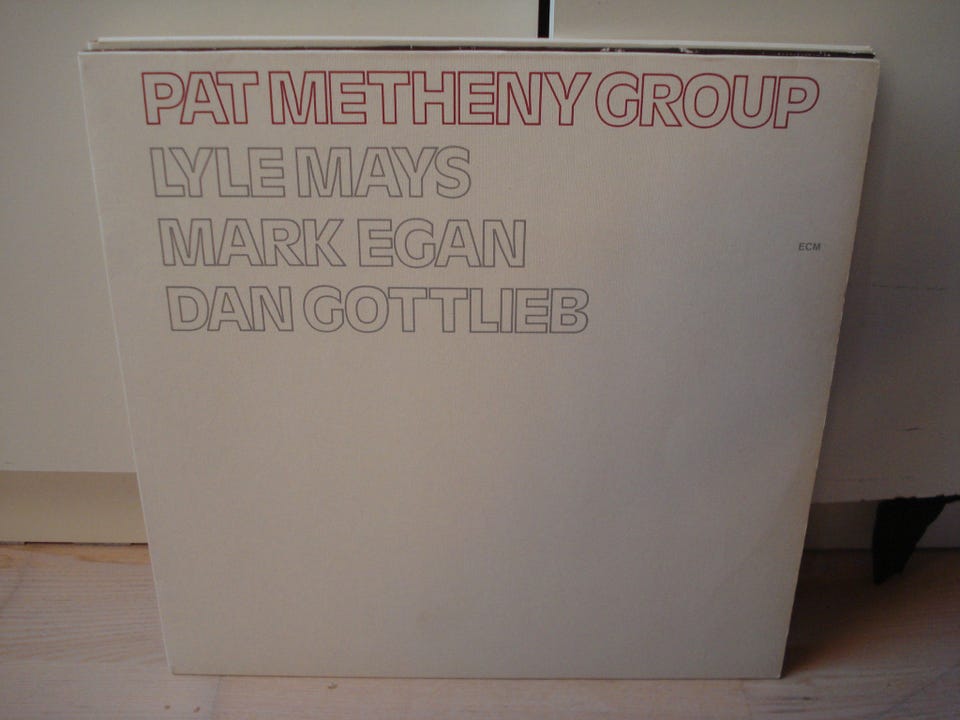 PAT METHENY GROUP
LYLE MAYS
MARK EGAN
ECM
DAN GOTTLIEB